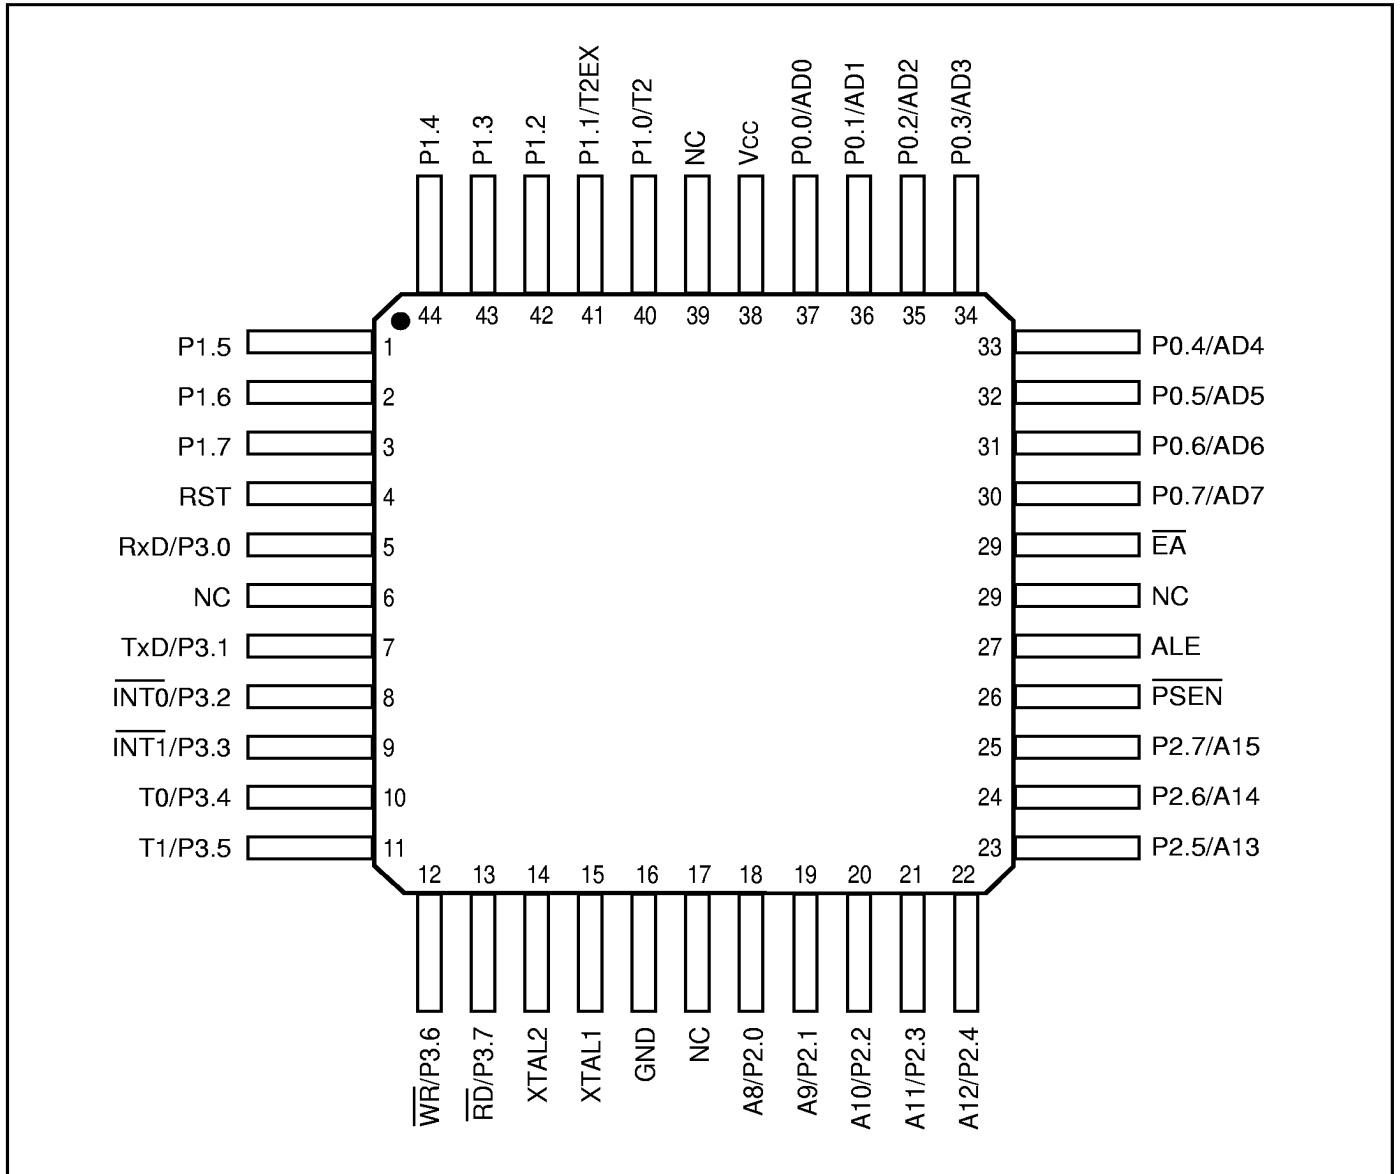 P1.4
P1.3
P1.2
P1.1/T2EX
P1.0/T2
NC
Vcc
P0.0/AD0
P0.1/AD1
P0.2/AD2
P0.3/AD3
44 43 42 41 40 39 38 37 36 35 34
P1.5 1 33 P0.4/AD4
P1.6 2 32 P0.5/AD5
P1.7 3 31 P0.6/AD6
RST 4 30 P0.7/AD7
RxD/P3.0 5 29 E̅A̅
NC 6 29 NC
TxD/P3.1 7 27 ALE
I̅N̅T̅0̅/P3.2 8 26 P̅S̅E̅N̅
I̅N̅T̅1̅/P3.3 9 25 P2.7/A15
T0/P3.4 10 24 P2.6/A14
T1/P3.5 11 23 P2.5/A13
12 13 14 15 16 17 18 19 20 21 22
W̅R̅/P3.6
R̅D̅/P3.7
XTAL2
XTAL1
GND
NC
A8/P2.0
A9/P2.1
A10/P2.2
A11/P2.3
A12/P2.4